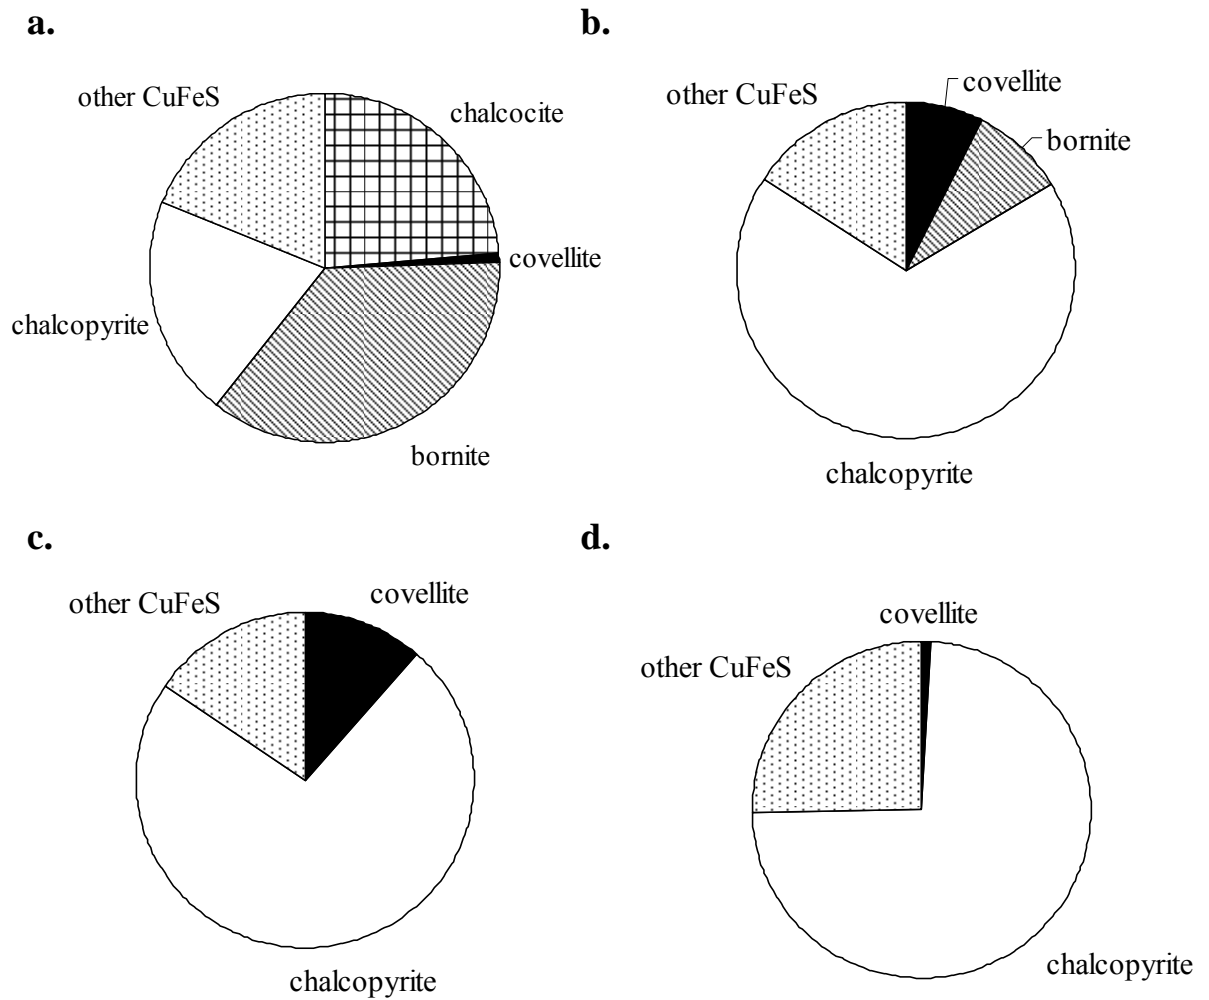 a.
other CuFeS
chalcocite
covellite
chalcopyrite
bornite
b.
other CuFeS
covellite
bornite
chalcopyrite
c.
other CuFeS
covellite
chalcopyrite
d.
covellite
other CuFeS
chalcopyrite